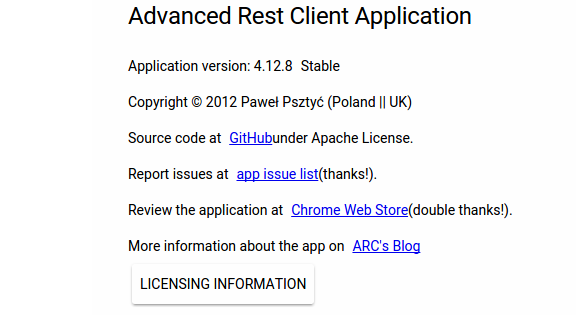 Advanced Rest Client Application
Application version: 4.12.8 Stable
Copyright © 2012 Paweł Psztyć (Poland || UK)
Source code at GitHubunder Apache License.
Report issues at app issue list(thanks!).
Review the application at Chrome Web Store(double thanks!).
More information about the app on ARC's Blog
LICENSING INFORMATION